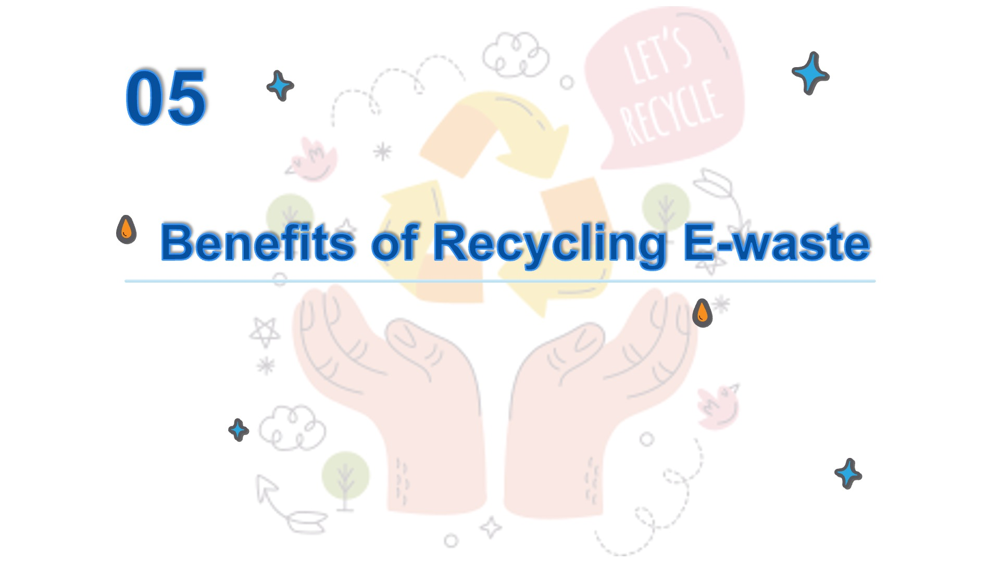 05
LET'S
RECYCLE
Benefits of Recycling E-waste